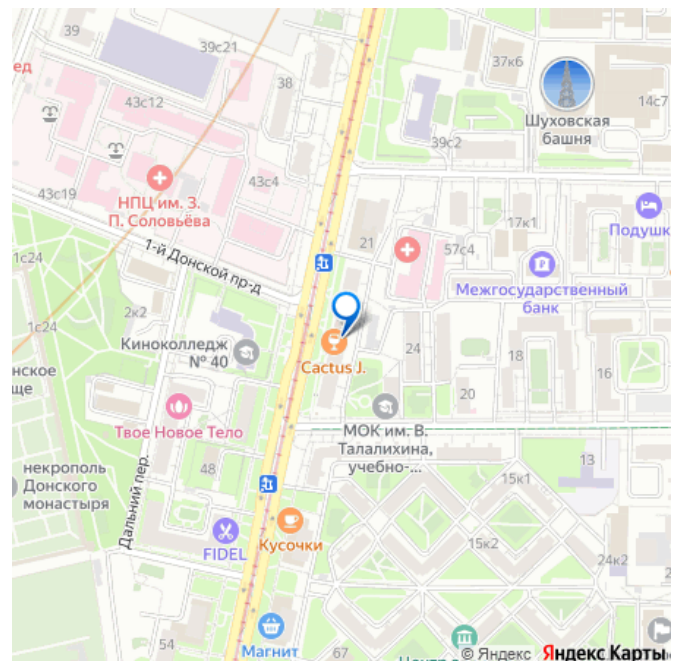 39с21
39
38
37к6
ед
43с12
Шуховская
башня
14с7
39с2
43с19
НПЦ им. З.
П. Соловьёва
43с4
17к1
Подушк
1с24
1-й Донской пр-д
21
57с4
Межгосударственный
банк
2к2
1с24
Киноколледж
№ 40
Cactus J.
24
18
16
20
нское
ще
Твое Новое Тело
МОК им. В.
Талалихина,
учебно-...
48
некрополь
Донского
монастыря
Дальний пер.
13
15к1
FIDEL
Кусочки
15к2
24к2
54
Магнит
67
© Яндекс Яндекс Карты